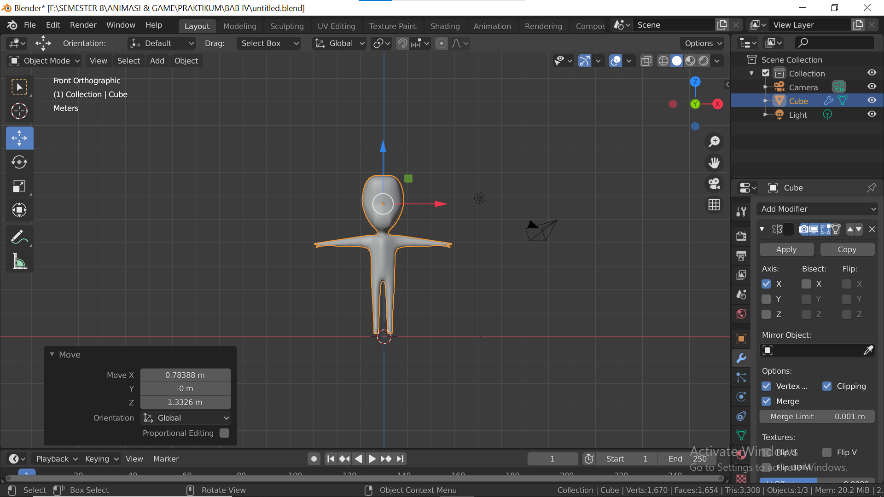 Blender* [F:\SEMESTER B\ANIMASI & GAME\PRAKTIKUM\BAB IV\untitled.blend]
File Edit Render Window Help Layout Modeling Sculpting UV Editing Texture Paint Shading Animation Rendering Compos Scene View Layer
Orientation: Default Drag: Select Box Global Options
Object Mode View Select Add Object
Front Orthographic
(1) Collection | Cube
Meters
Z
Y
X
Scene Collection
Collection
Camera
Cube
Light
Cube
Add Modifier
Apply Copy
Axis: Bisect: Flip:
X X X
Y Y Y
Z Z Z
Mirror Object:
Options:
Vertex ... Clipping
Merge
Merge Limit 0.001 m
Textures:
Flip V
Move
Move X 0.78388 m
Y -0 m
Z 1.3326 m
Orientation Global
Proportional Editing
Playback Keying View Marker 1 Start 1 End 250
Activate Windows
Go to Settings to activate Windows.
Select Box Select Rotate View Object Context Menu Collection | Cube | Verts:1,670 | Faces:1,654 | Tris:3,308 | Objects:1/3 | Mem: 20.2 MiB | 2